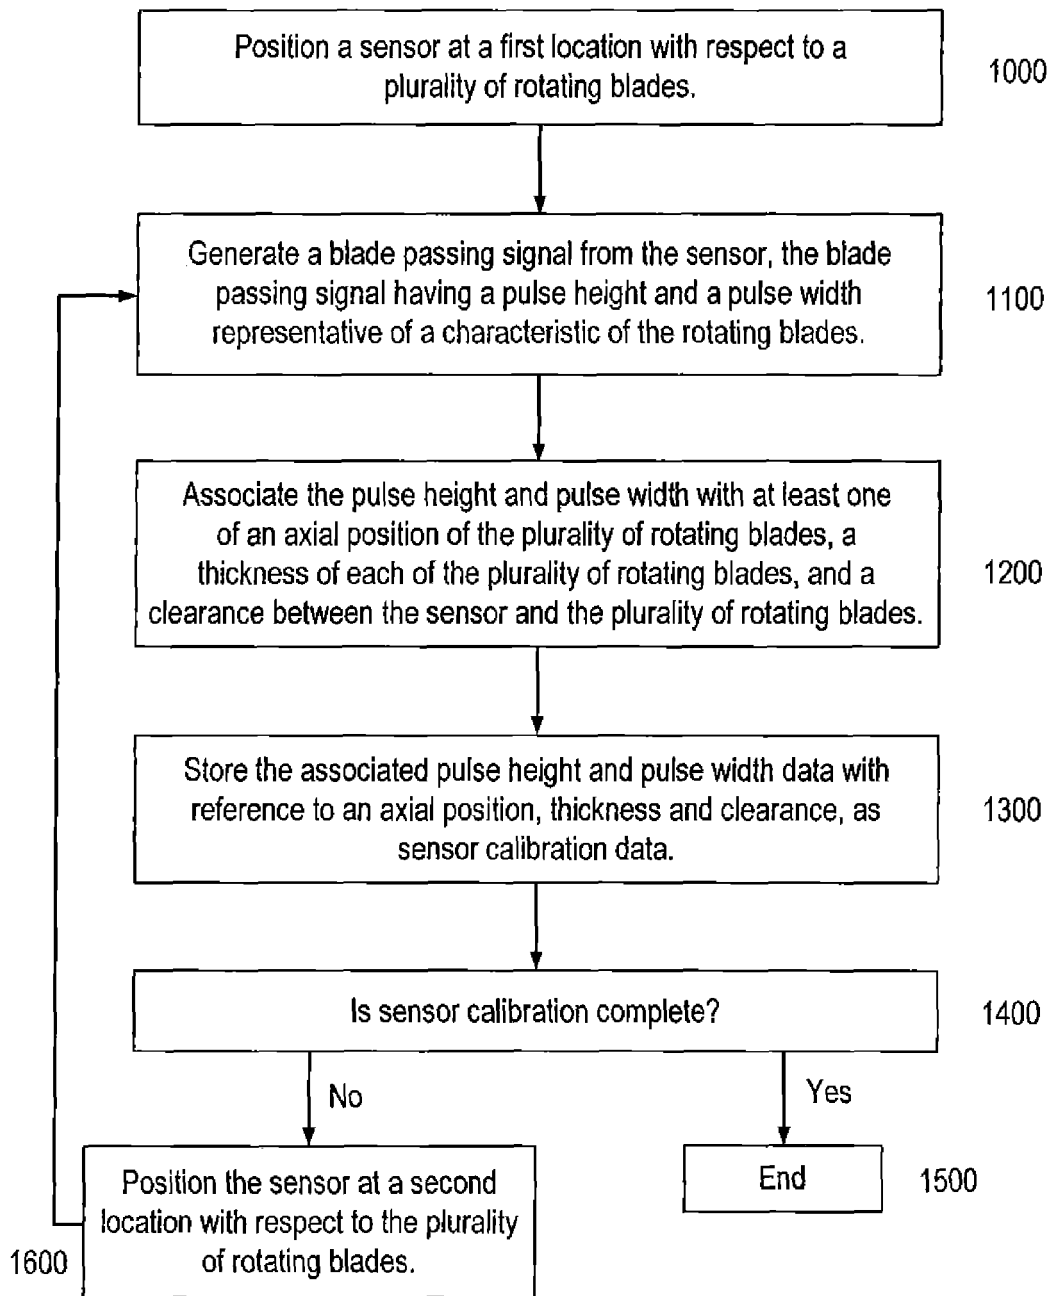 Position a sensor at a first location with respect to a
plurality of rotating blades.
1000
Generate a blade passing signal from the sensor, the blade
passing signal having a pulse height and a pulse width
representative of a characteristic of the rotating blades.
1100
Associate the pulse height and pulse width with at least one
of an axial position of the plurality of rotating blades, a
thickness of each of the plurality of rotating blades, and a
clearance between the sensor and the plurality of rotating blades.
1200
Store the associated pulse height and pulse width data with
reference to an axial position, thickness and clearance, as
sensor calibration data.
1300
Is sensor calibration complete?
1400
No
Yes
Position the sensor at a second
location with respect to the plurality
of rotating blades.
1600
End
1500